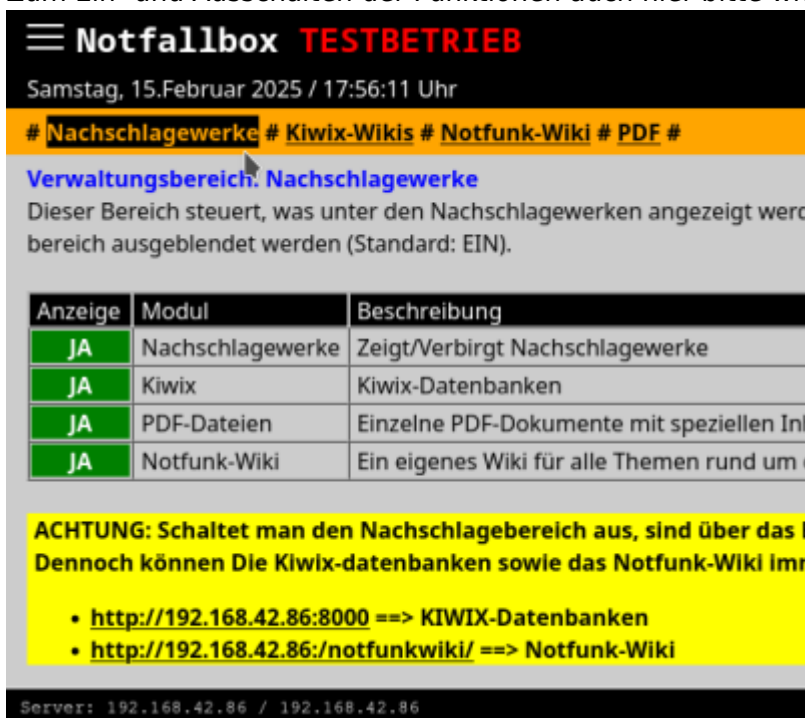 Notfallbox TESTBETRIEB
Samstag, 15.Februar 2025 / 17:56:11 Uhr
# Nachschlagewerke # Kiwix-Wikis # Notfunk-Wiki # PDF #
Verwaltungsbereich: Nachschlagewerke
Dieser Bereich steuert, was unter den Nachschlagewerken angezeigt
bereich ausgeblendet werden (Standard: EIN).
Anzeige Modul Beschreibung
JA Nachschlagewerke Zeigt/Verbirgt Nachschlagewerke
JA Kiwix Kiwix-Datenbanken
JA PDF-Dateien Einzelne PDF-Dokumente mit speziellen
JA Notfunk-Wiki Ein eigenes Wiki für alle Themen rund um
ACHTUNG: Schaltet man den Nachschlagebereich aus, sind über das
Dennoch können Die Kiwix-datenbanken sowie das Notfunk-Wiki
• http://192.168.42.86:8000 ==> KIWIX-Datenbanken
• http://192.168.42.86:/notfunkwiki/ ==> Notfunk-Wiki
Server: 192.168.42.86 / 192.168.42.86